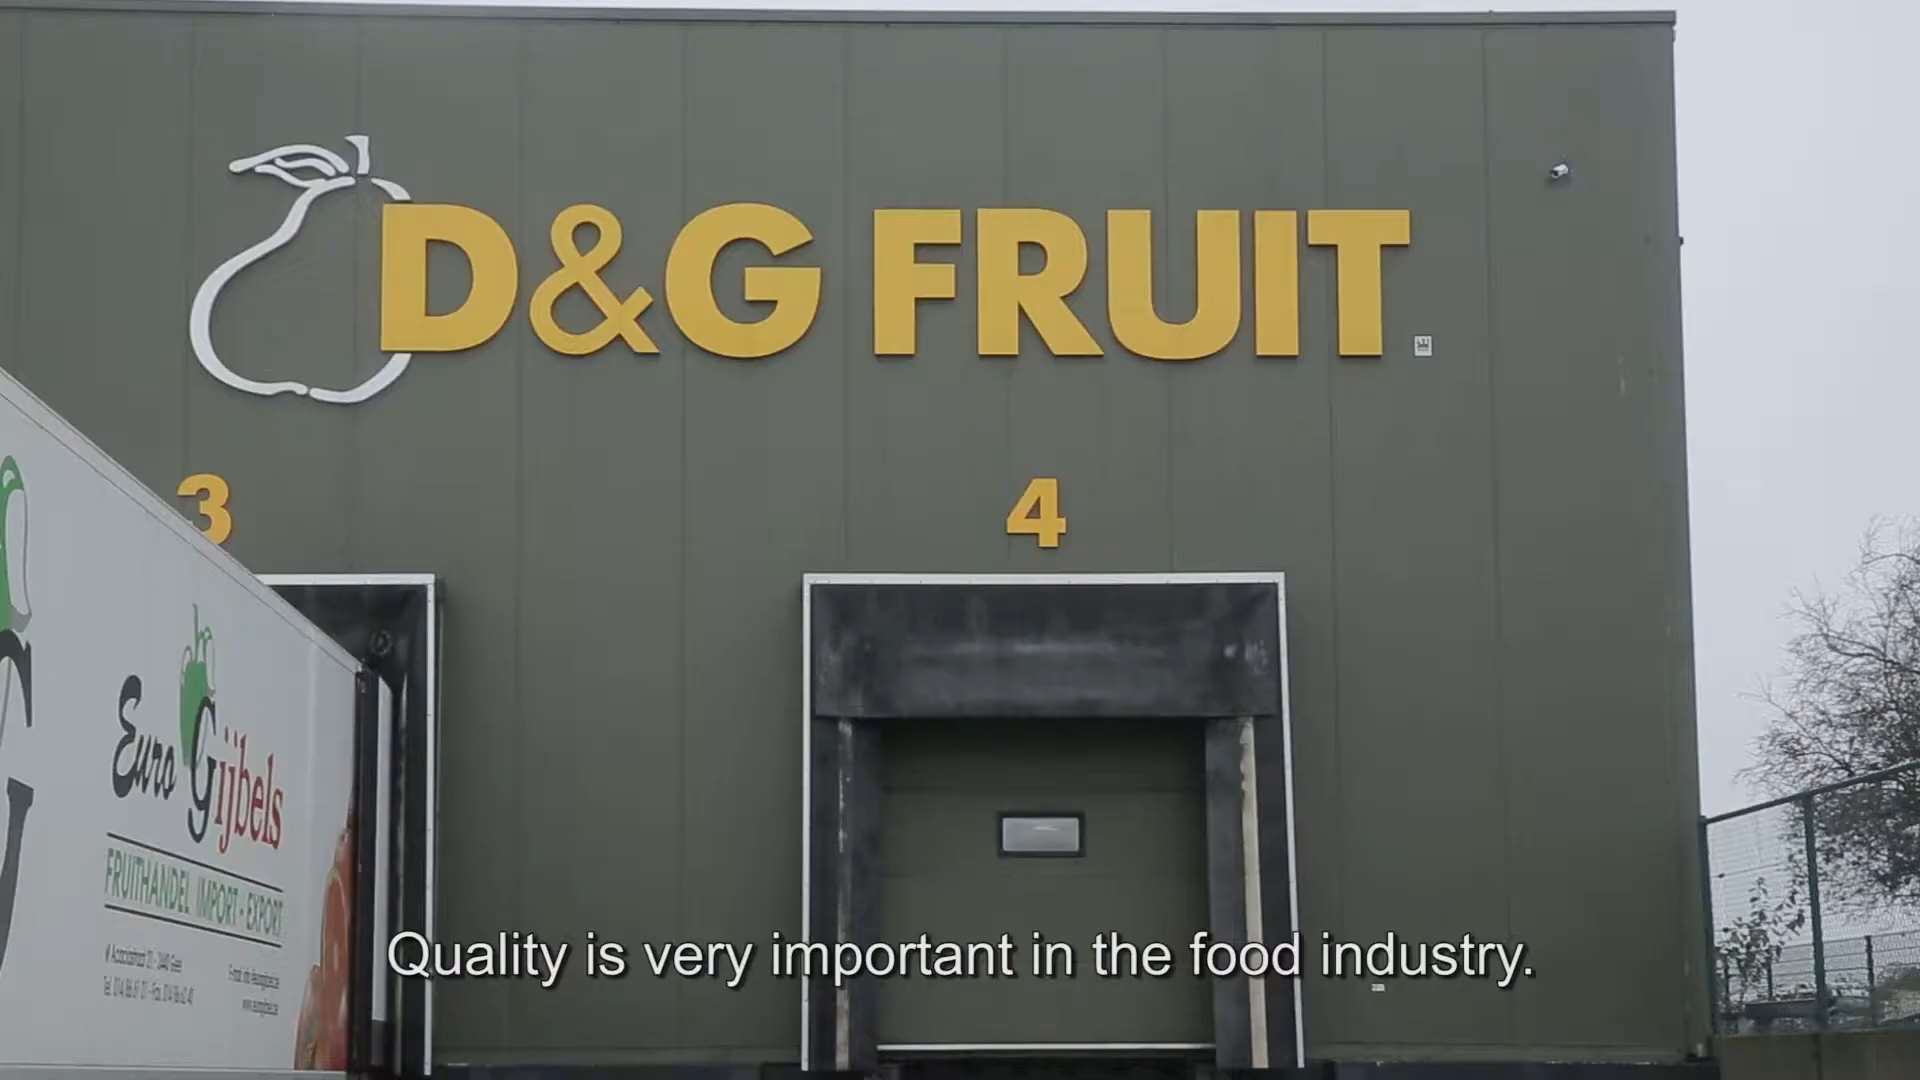 D&G FRUIT
3
4
Euro Gijbels
FRUITHANDEL IMPORT - EXPORT
Quality is very important in the food industry.